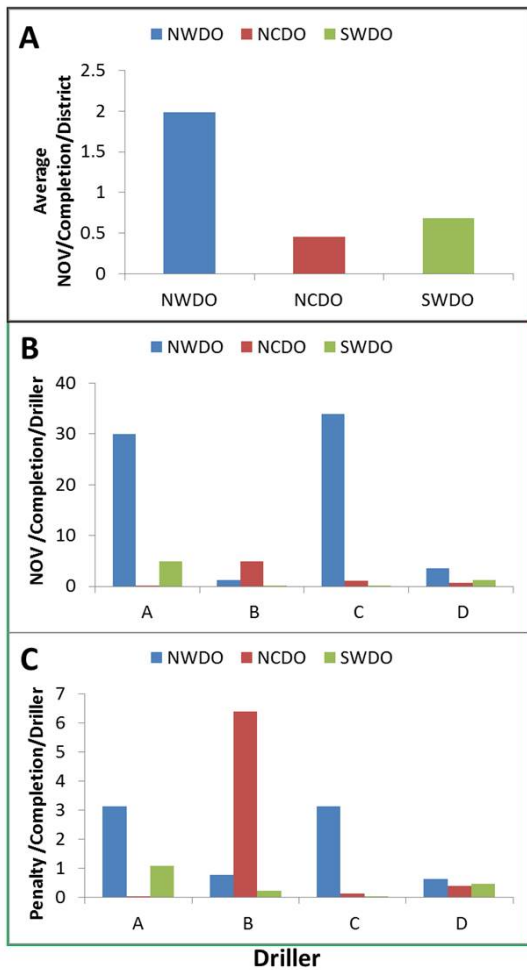 A
NWDO NCDO SWDO
2.5
2
1.5
1
0.5
0
Average
NOV/Completion/District
NWDO NCDO SWDO
B
NWDO NCDO SWDO
40
30
20
10
0
NOV /Completion/Driller
A B C D
C
NWDO NCDO SWDO
7
6
5
4
3
2
1
0
Penalty /Completion/Driller
A B C D
Driller